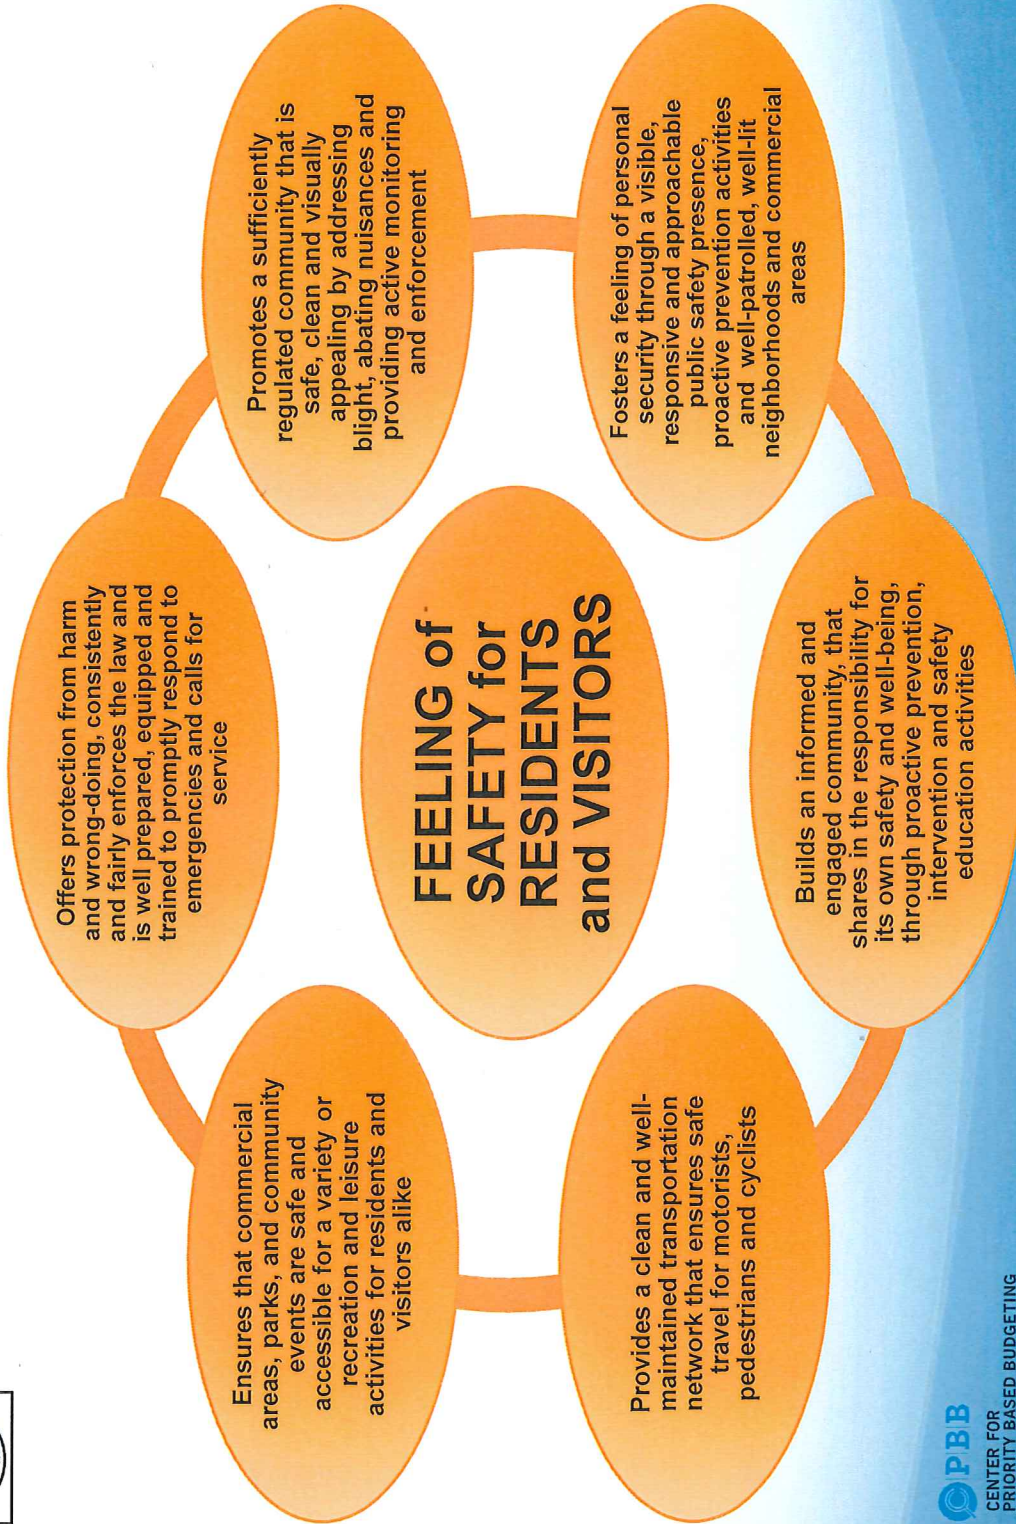 FEELING of
SAFETY for
RESIDENTS
and VISITORS
Offers protection from harm
and wrong-doing, consistently
and fairly enforces the law and
is well prepared, equipped and
trained to promptly respond to
emergencies and calls for
service
Promotes a sufficiently
regulated community that is
safe, clean and visually
appealing by addressing
blight, abating nuisances and
providing active monitoring
and enforcement
Fosters a feeling of personal
security through a visible,
responsive and approachable
public safety presence,
proactive prevention activities
and well-patrolled, well-lit
neighborhoods and commercial
areas
Builds an informed and
engaged community, that
shares in the responsibility for
its own safety and well-being,
through proactive prevention,
intervention and safety
education activities
Provides a clean and well-
maintained transportation
network that ensures safe
travel for motorists,
pedestrians and cyclists
Ensures that commercial
areas, parks, and community
events are safe and
accessible for a variety or
recreation and leisure
activities for residents and
visitors alike
PBB
CENTER FOR
PRIORITY BASED BUDGETING